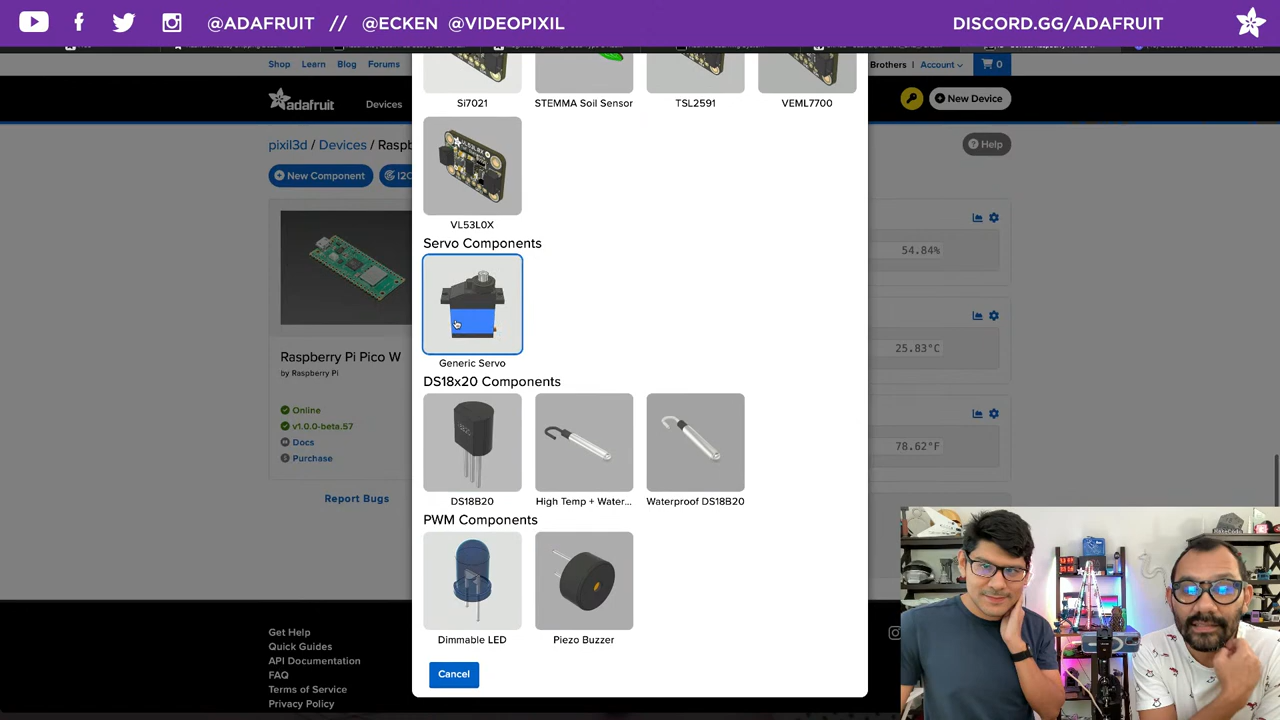 @ADAFRUIT // @ECKEN @VIDEOPIXIL
DISCORD.GG/ADAFRUIT
Shop Learn Blog Forums
Brothers Account 0
adafruit Devices
New Device
pixil3d / Devices / Rasp
Help
New Component I2C
Si7021 STEMMA Soil Sensor TSL2591 VEML7700
VL53L0X
Servo Components
Generic Servo
DS18x20 Components
DS18B20 High Temp + Water... Waterproof DS18B20
PWM Components
Dimmable LED Piezo Buzzer
Cancel
Raspberry Pi Pico W
by Raspberry Pi
Online
v1.0.0-beta.57
Docs
Purchase
Report Bugs
54.84%
25.83°C
78.62°F
Get Help
Quick Guides
API Documentation
FAQ
Terms of Service
Privacy Policy